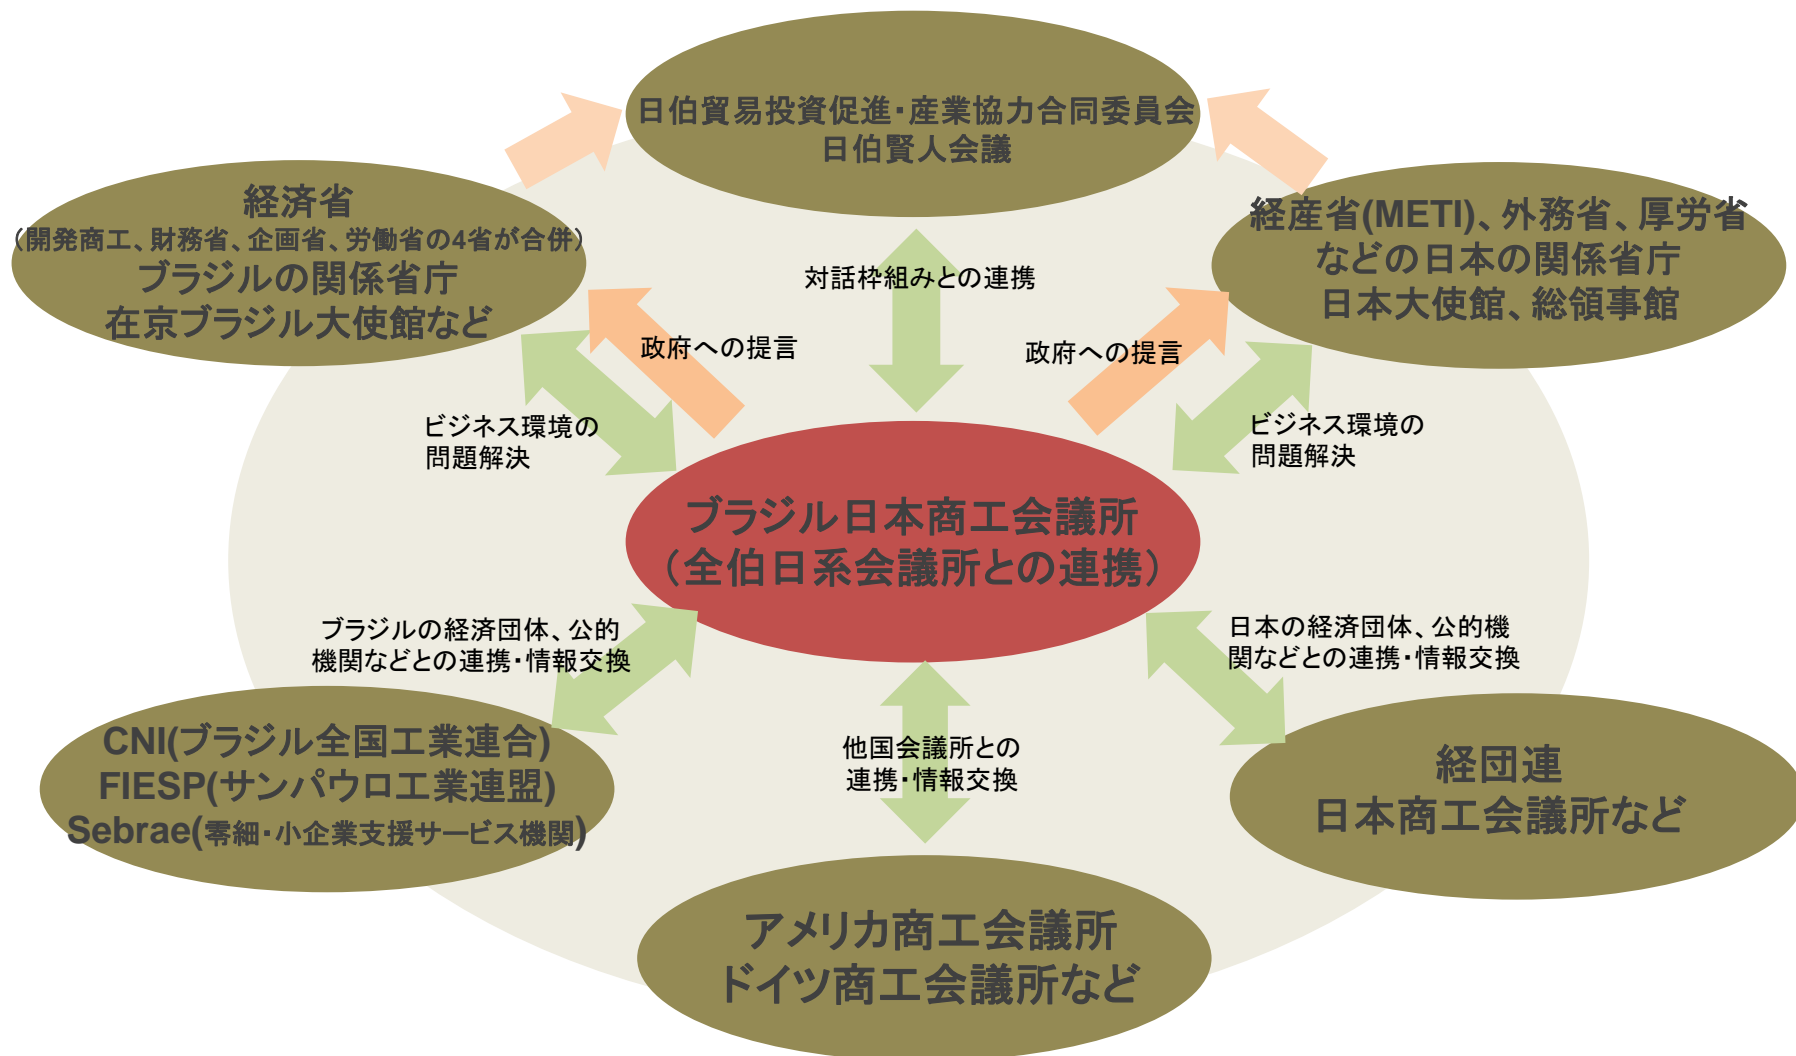 日伯貿易投資促進・産業協力合同委員会
日伯賢人会議
経済省
（開発商工、財務省、企画省、労働省の4省が合併）
ブラジルの関係省庁
在京ブラジル大使館など
経産省(METI)、外務省、厚労省
などの日本の関係省庁
日本大使館、総領事館
対話枠組みとの連携
政府への提言
政府への提言
ビジネス環境の
問題解決
ビジネス環境の
問題解決
ブラジル日本商工会議所
（全伯日系会議所との連携）
ブラジルの経済団体、公的
機関などとの連携・情報交換
日本の経済団体、公的機
関などとの連携・情報交換
CNI(ブラジル全国工業連合)
FIESP(サンパウロ工業連盟)
Sebrae(零細・小企業支援サービス機関)
他国会議所との
連携・情報交換
経団連
日本商工会議所など
アメリカ商工会議所
ドイツ商工会議所など